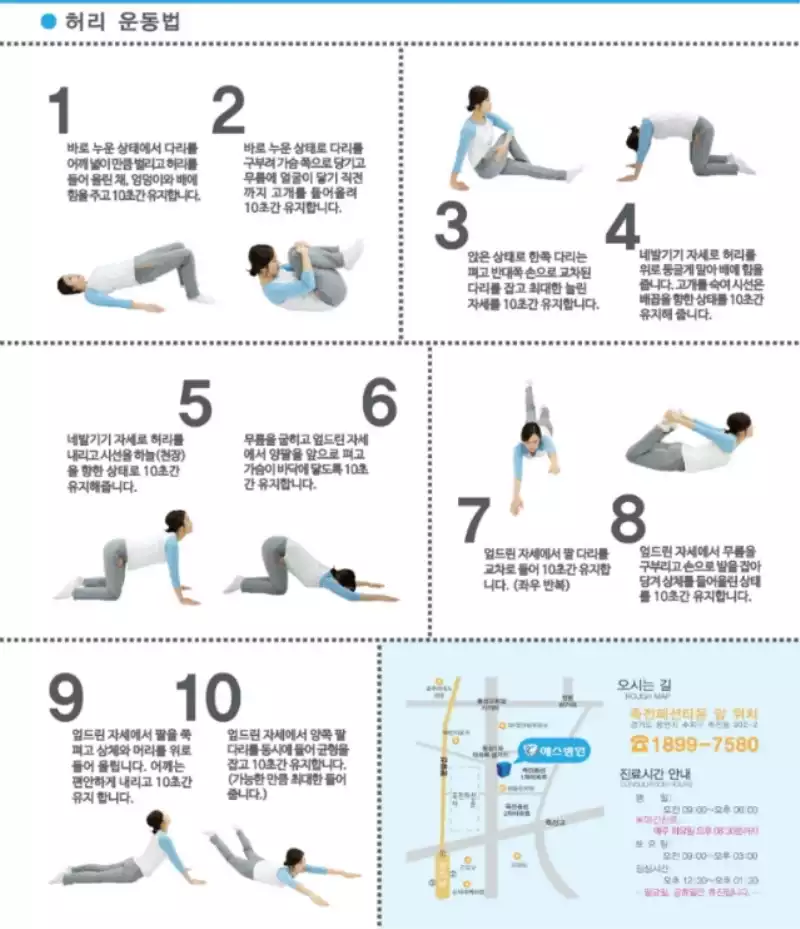 허리 운동법
1
바로 누운 상태에서 다리를
어깨 넓이 만큼 벌리고 허리를
들어 올린 채, 엉덩이와 배에
힘을 주고 10초간 유지합니다.
2
바로 누운 상태로 다리를
구부려 가슴 쪽으로 당기고
무릎에 얼굴이 닿기 직전
까지 고개를 들어올려
10초간 유지합니다.
3
앉은 상태로 한쪽 다리는
펴고 반대쪽 손으로 교차된
다리를 잡고 최대한 늘린
자세를 10초간 유지합니다.
4
네발기기 자세로 허리를
위로 둥글게 말아 배에 힘을
줍니다. 고개를 숙여 시선은
배꼽을 향한 상태를 10초간
유지해 줍니다.
5
네발기기 자세로 허리를
내리고 시선을 하늘(천장)
을 향한 상태로 10초간
유지해줍니다.
6
무릎을 굽히고 엎드린 자세
에서 양팔을 앞으로 펴고
가슴이 바닥에 닿도록 10초
간 유지합니다.
7
엎드린 자세에서 팔 다리를
교차로 들어 10초간 유지합
니다. (좌우 반복)
8
엎드린 자세에서 무릎을
구부리고 손으로 발을 잡아
당겨 상체를 들어올린 상태
를 10초간 유지합니다.
9
엎드린 자세에서 팔을 쭉
펴고 상체와 머리를 위로
들어 올립니다. 어깨는
편안하게 내리고 10초간
유지 합니다.
10
엎드린 자세에서 양쪽 팔
다리를 동시에 들어 균형을
잡고 10초간 유지합니다.
(가능한 만큼 최대한 들어
줍니다.)
예스병원
오시는 길
ROUGH MAP
죽전패션타운 앞 위치
☎1899-7580
진료시간 안내
평 일:
오전 09:00~오후 06:00
토 요 일:
오전 09:00~오후 03:00
점심시간
오후 12:30~오후 01:30